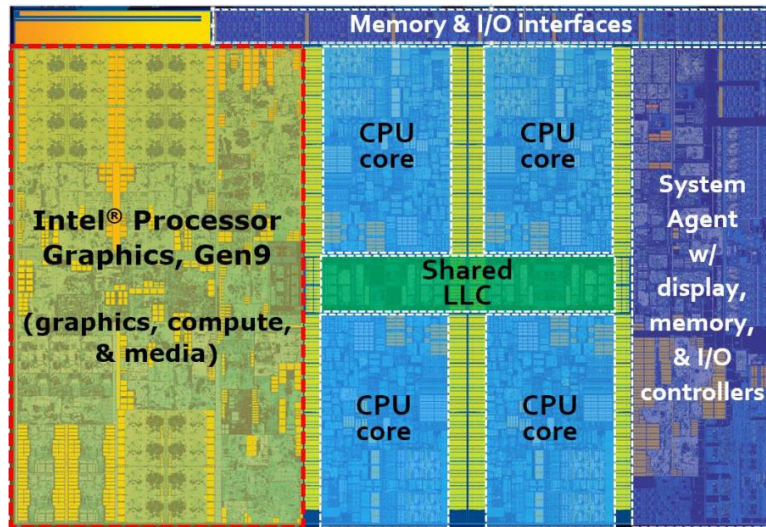 Memory & I/O interfaces
CPU
core
CPU
core
Intel® Processor
Graphics, Gen9
(graphics, compute,
& media)
Shared
LLC
System
Agent
w/
display,
memory,
& I/O
controllers
CPU
core
CPU
core